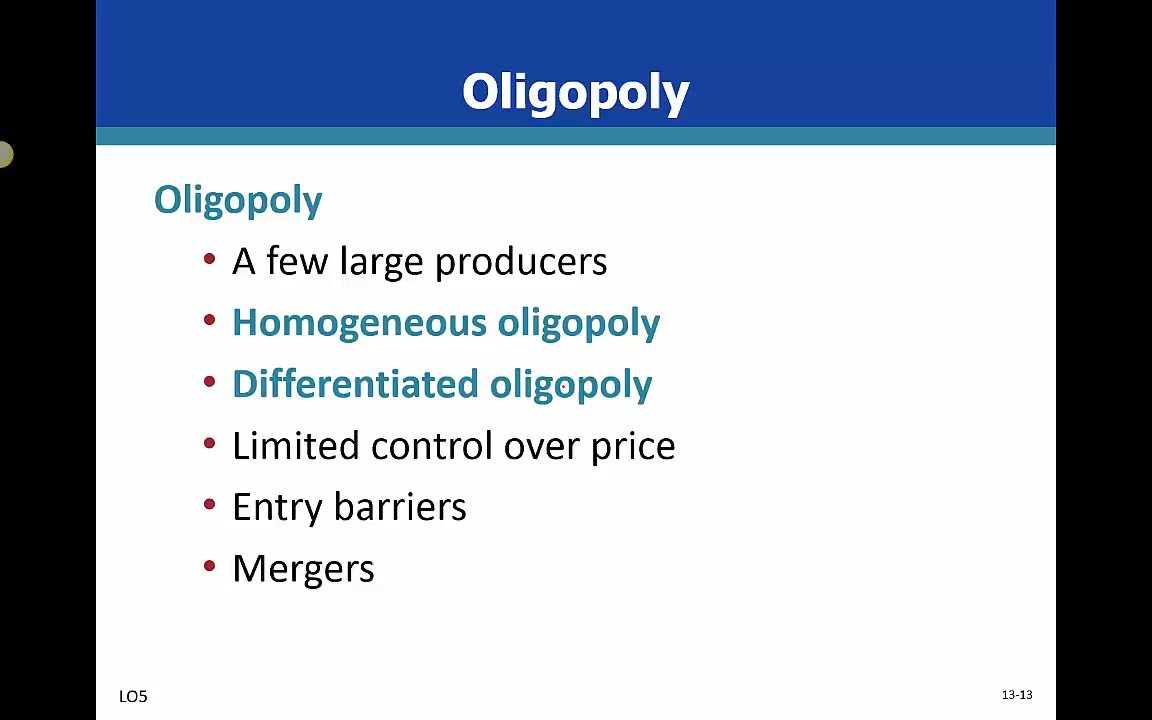 Oligopoly
Oligopoly
• A few large producers
• Homogeneous oligopoly
• Differentiated oligopoly
• Limited control over price
• Entry barriers
• Mergers
LO5
13-13